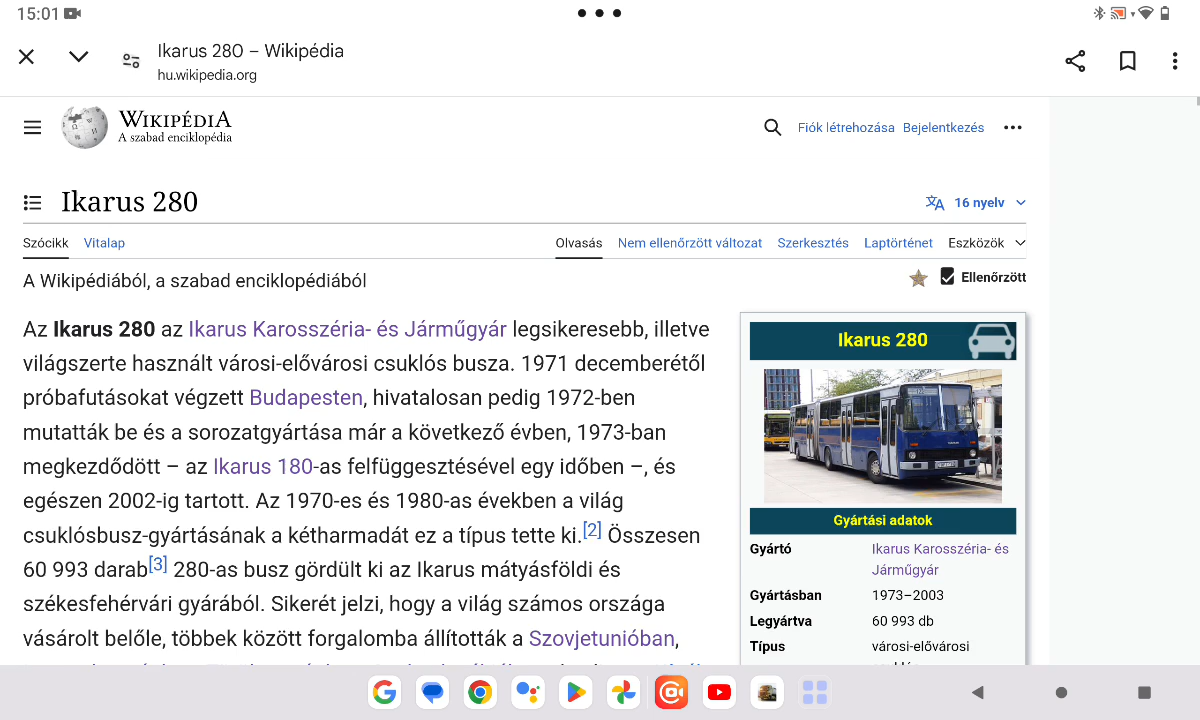 15:01
Ikarus 280 – Wikipédia
hu.wikipedia.org
WIKIPÉDIA
A szabad enciklopédia
Fiók létrehozása Bejelentkezés
Ikarus 280
16 nyelv
Szócikk Vitalap Olvasás Nem ellenőrzött változat Szerkesztés Laptörténet Eszközök
A Wikipédiából, a szabad enciklopédiából
Ellenőrzött
Az Ikarus 280 az Ikarus Karosszéria- és Járműgyár legsikeresebb, illetve
világszerte használt városi-elővárosi csuklós busza. 1971 decemberétől
próbafutásokat végzett Budapesten, hivatalosan pedig 1972-ben
mutatták be és a sorozatgyártása már a következő évben, 1973-ban
megkezdődött – az Ikarus 180-as felfüggesztésével egy időben –, és
egészen 2002-ig tartott. Az 1970-es és 1980-as években a világ
csuklósbusz-gyártásának a kétharmadát ez a típus tette ki.[2] Összesen
60 993 darab[3] 280-as busz gördült ki az Ikarus mátyásföldi és
székesfehérvári gyárából. Sikerét jelzi, hogy a világ számos országa
vásárolt belőle, többek között forgalomba állították a Szovjetunióban,
Ikarus 280
Gyártási adatok
Gyártó Ikarus Karosszéria- és
Járműgyár
Gyártásban 1973–2003
Legyártva 60 993 db
Típus városi-elővárosi